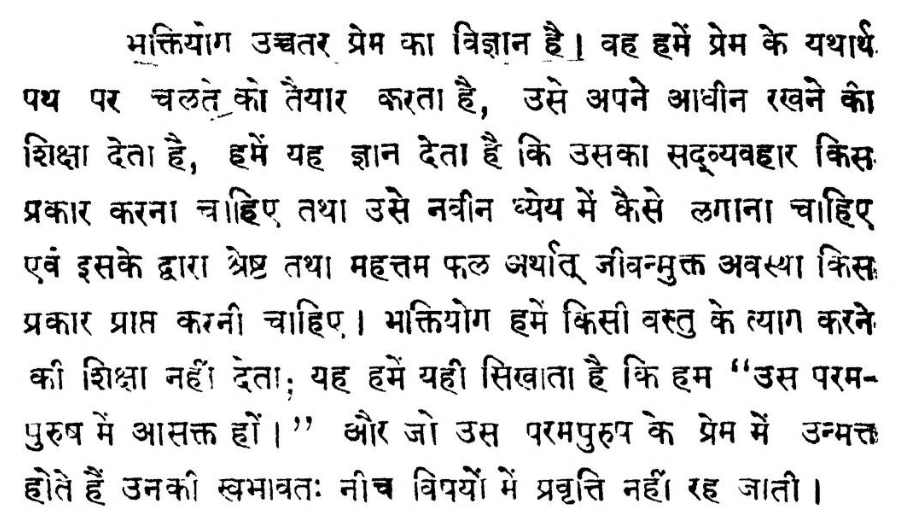 भक्तियोग उच्चतर प्रेम का विज्ञान है। वह हमें प्रेम के यथार्थ
पथ पर चलते को तैयार करता है, उसे अपने आधीन रखने की
शिक्षा देता है, हमें यह ज्ञान देता है कि उसका सद्व्यवहार किस
प्रकार करना चाहिए तथा उसे नवीन ध्येय में कैसे लगाना चाहिए
एवं इसके द्वारा श्रेष्ट तथा महत्तम फल अर्थात् जीवन्मुक्त अवस्था किस
प्रकार प्राप्त करनी चाहिए। भक्तियोग हमें किसी वस्तु के त्याग करने
की शिक्षा नहीं देता; यह हमें यही सिखाता है कि हम “उस परम-
पुरुष में आसक्त हों।” और जो उस परमपुरुष के प्रेम में उन्मत्त
होते हैं उनकी स्वभावतः नीच विषयों में प्रवृत्ति नहीं रह जाती।